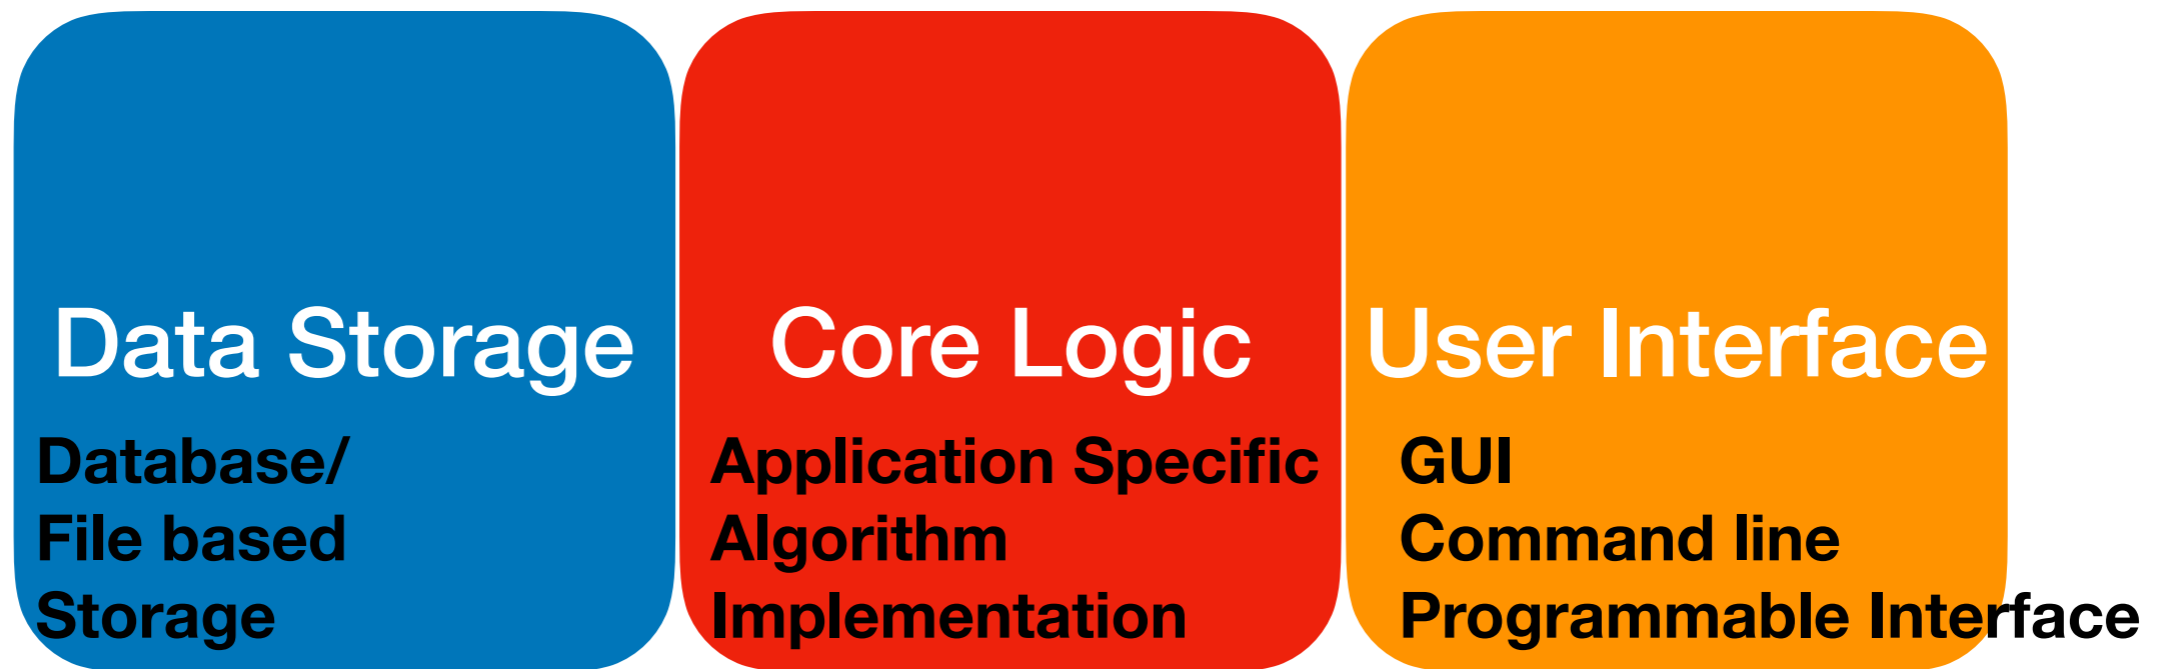 Data Storage
Database/
File based
Storage
Core Logic
Application Specific
Algorithm
Implementation
User Interface
GUI
Command line
Programmable Interface